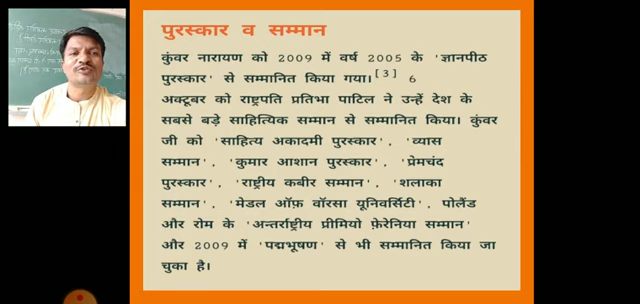 पुरस्कार व सम्मान
कुंवर नारायण को 2009 में वर्ष 2005 के 'ज्ञानपीठ
पुरस्कार' से सम्मानित किया गया।[3] 6
अक्टूबर को राष्ट्रपति प्रतिभा पाटिल ने उन्हें देश के
सबसे बड़े साहित्यिक सम्मान से सम्मानित किया। कुंवर
जी को 'साहित्य अकादमी पुरस्कार', 'व्यास
सम्मान', 'कुमार आशान पुरस्कार', 'प्रेमचंद
पुरस्कार', 'राष्ट्रीय कबीर सम्मान', 'शलाका
सम्मान', 'मेडल ऑफ़ वॉरसा यूनिवर्सिटी', पोलैंड
और रोम के 'अन्तर्राष्ट्रीय प्रीमियो फ़ेरेनिया सम्मान'
और 2009 में 'पद्मभूषण' से भी सम्मानित किया जा
चुका है।